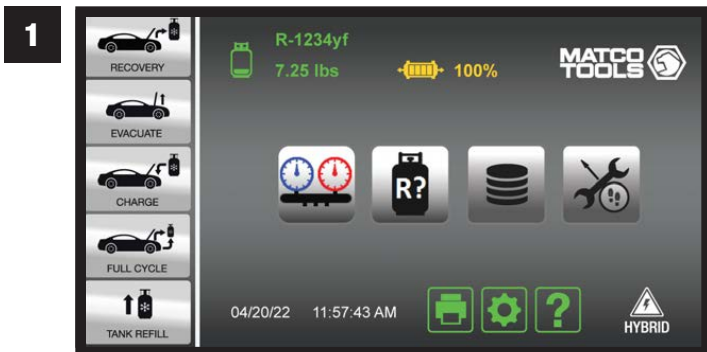 1
RECOVERY
EVACUATE
CHARGE
FULL CYCLE
TANK REFILL
R-1234yf
7.25 lbs
100%
MATCO
TOOLS
R?
04/20/22 11:57:43 AM
?
HYBRID